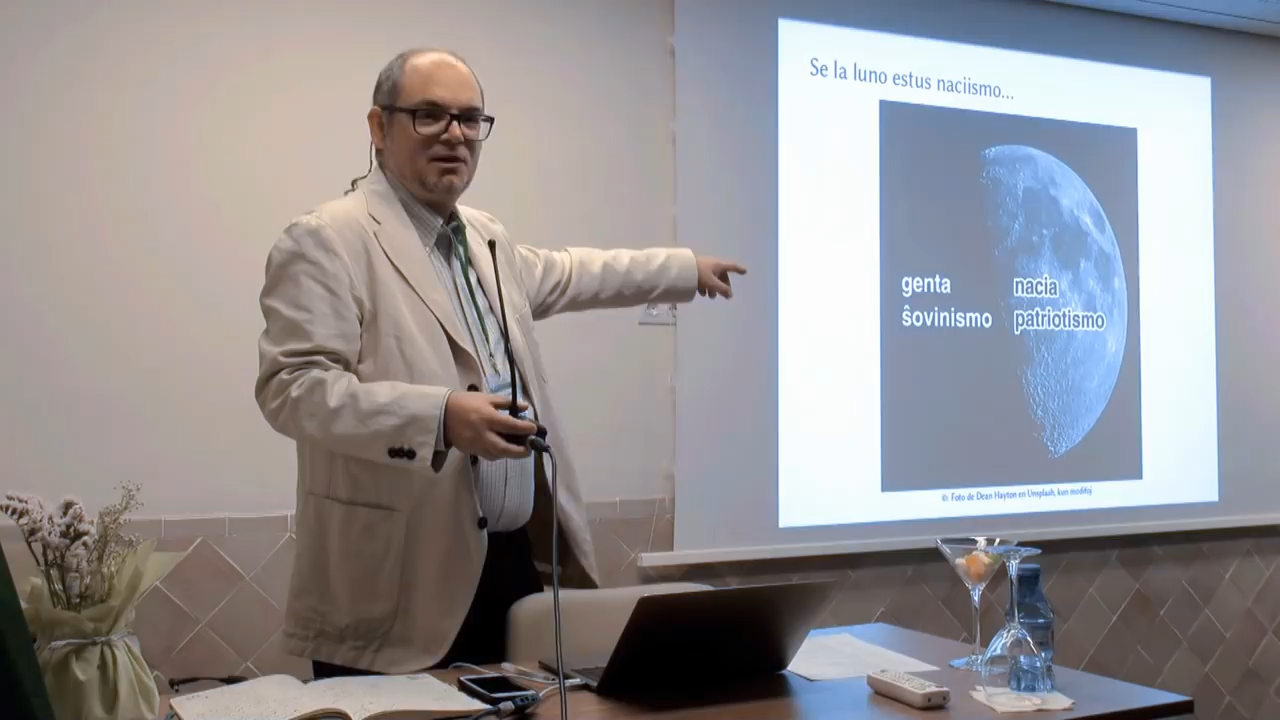 Se la luno estus naciismo...
genta nacia
ŝovinismo patriotismo
©: Foto de Dean Hayton en Unsplash, kun modifoj